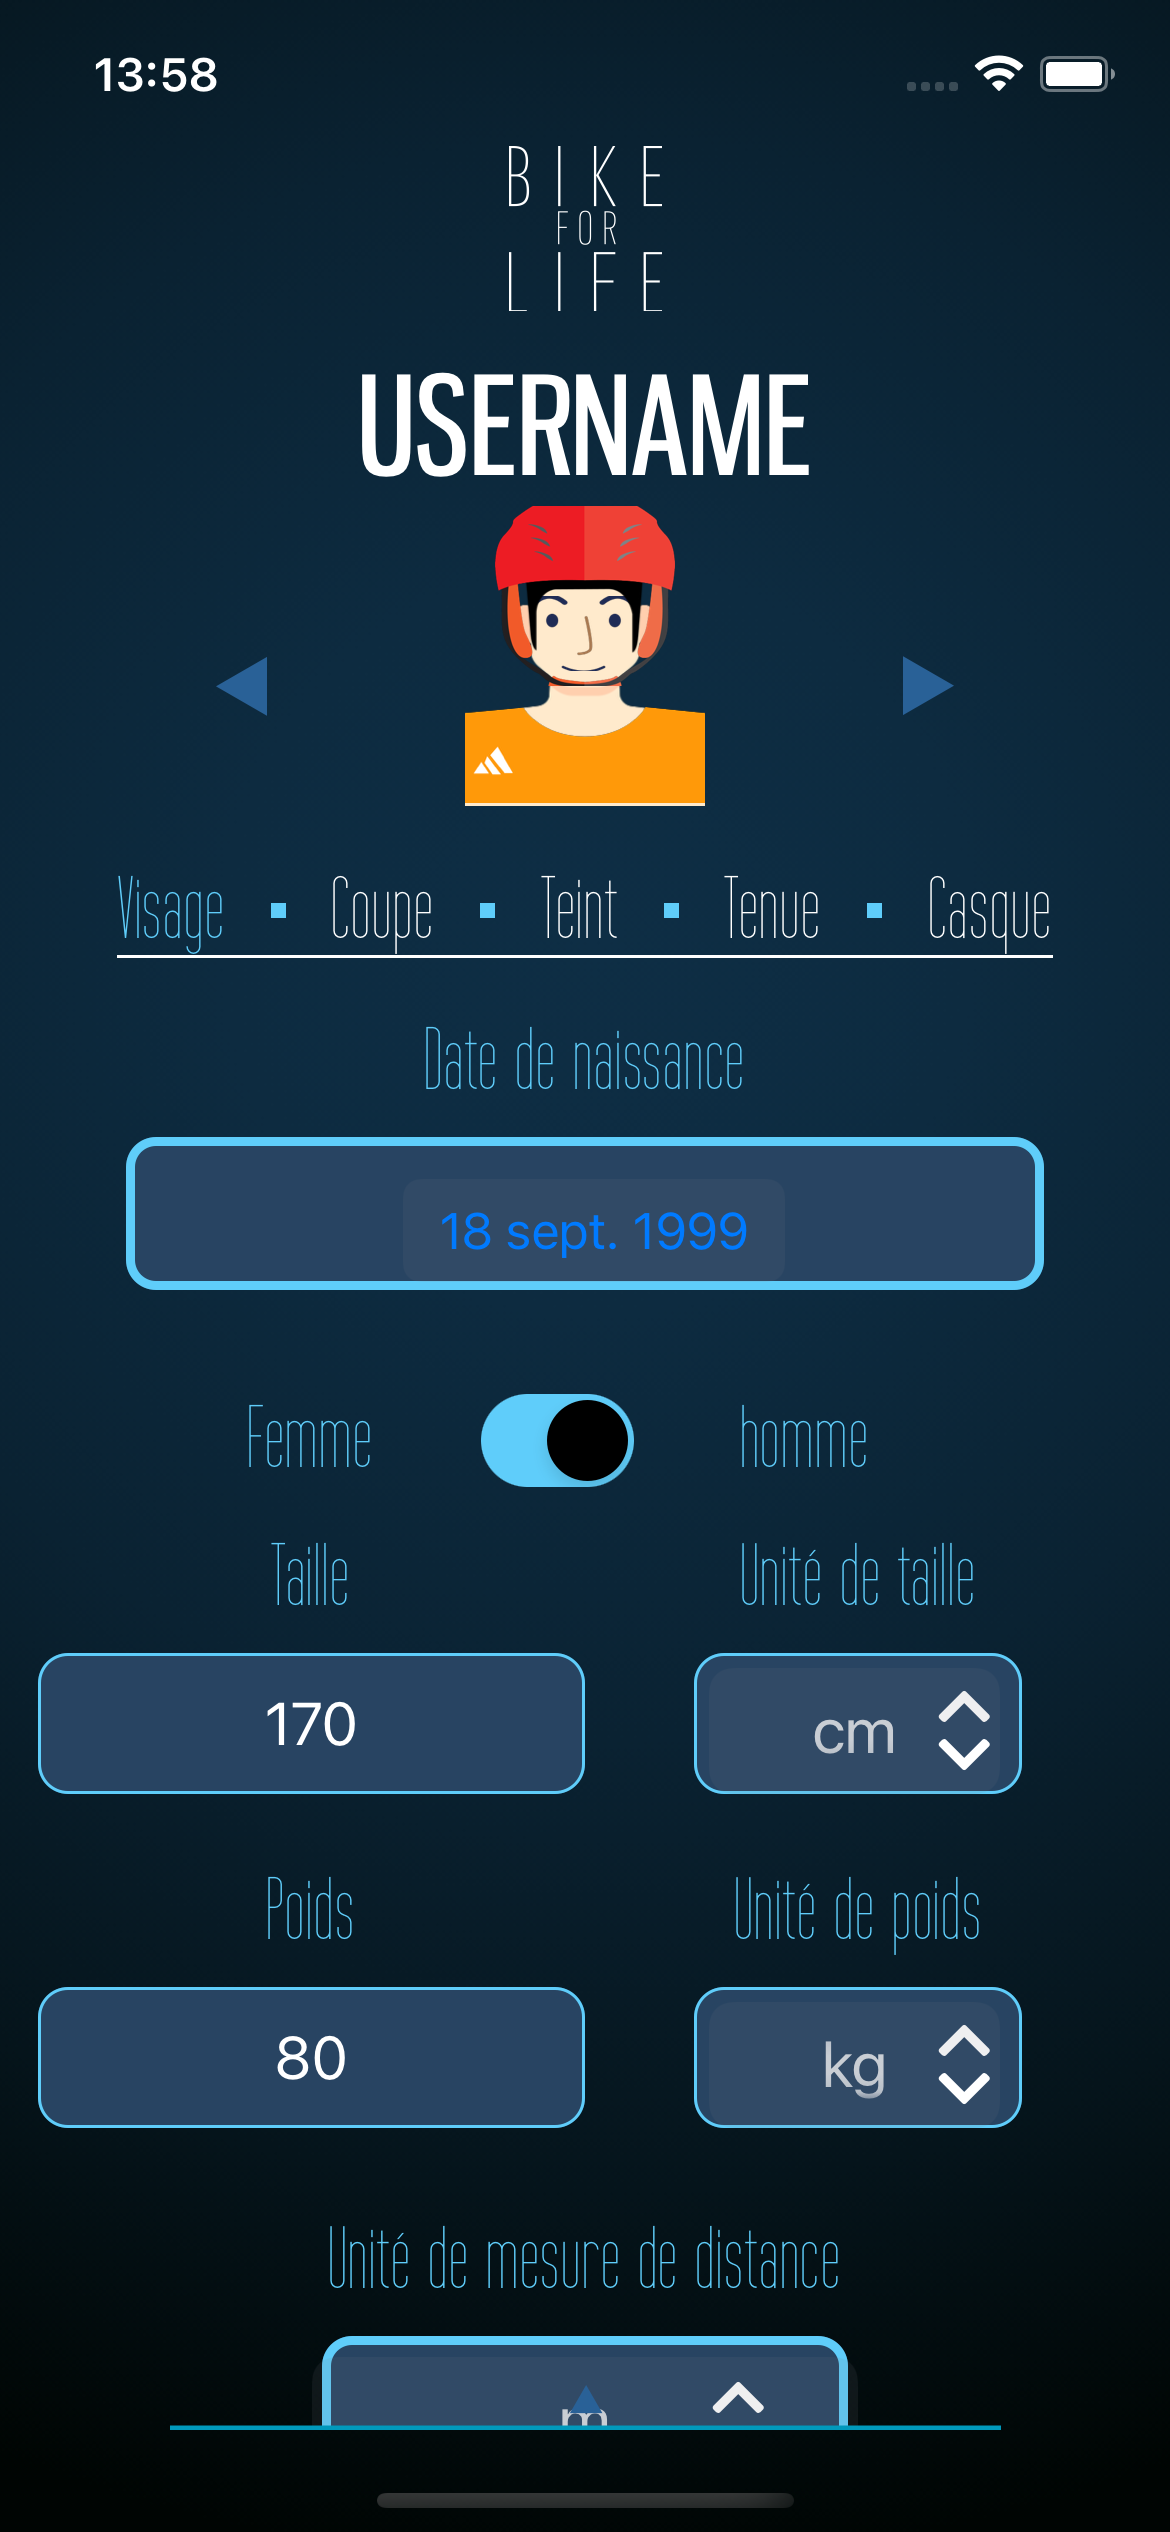 13:58
BIKE
FOR
LIFE
USERNAME
Visage Coupe Teint Tenue Casque
Date de naissance
18 sept. 1999
Femme homme
Taille Unité de taille
170 cm
Poids Unité de poids
80 kg
Unité de mesure de distance
m